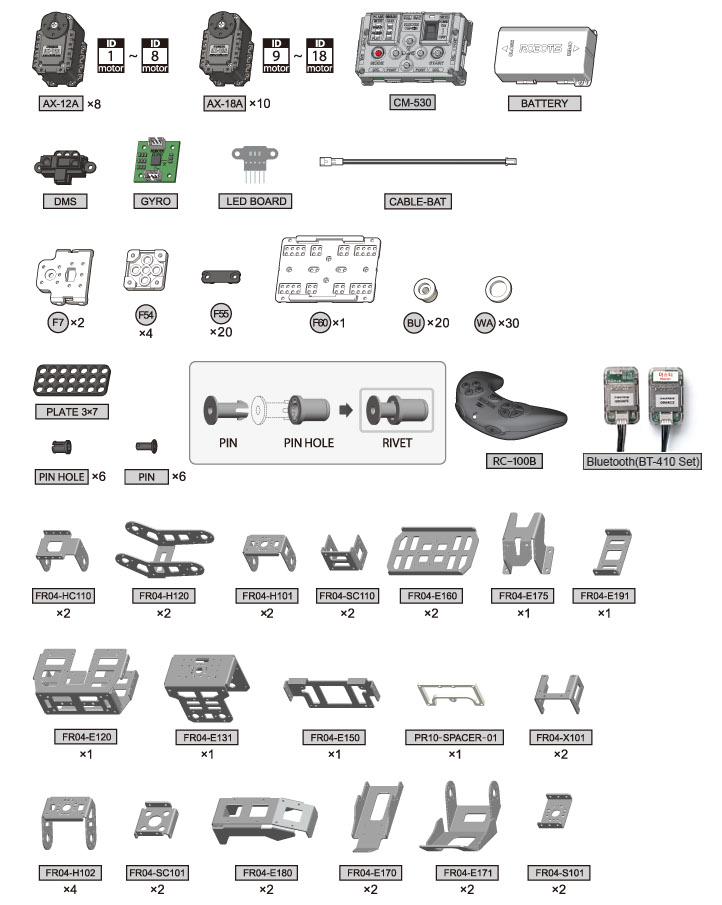 ID 1 motor ~ ID 8 motor
ID 9 motor ~ ID 18 motor
AX-12A ×8
AX-18A ×10
CM-530
ROBOTIS
BATTERY
DMS
GYRO
LED BOARD
CABLE-BAT
F7 ×2
F54 ×4
F55 ×20
F60 ×1
BU ×20
WA ×30
PLATE 3×7
PIN HOLE ×6
PIN ×6
PIN
PIN HOLE
RIVET
RC-100B
Bluetooth(BT-410 Set)
FR04-HC110 ×2
FR04-H120 ×2
FR04-H101 ×2
FR04-SC110 ×2
FR04-E160 ×2
FR04-E175 ×1
FR04-E191 ×1
FR04-E120 ×1
FR04-E131 ×1
FR04-E150 ×1
PR10-SPACER-01 ×1
FR04-X101 ×2
FR04-H102 ×4
FR04-SC101 ×2
FR04-E180 ×2
FR04-E170 ×2
FR04-E171 ×2
FR04-S101 ×2